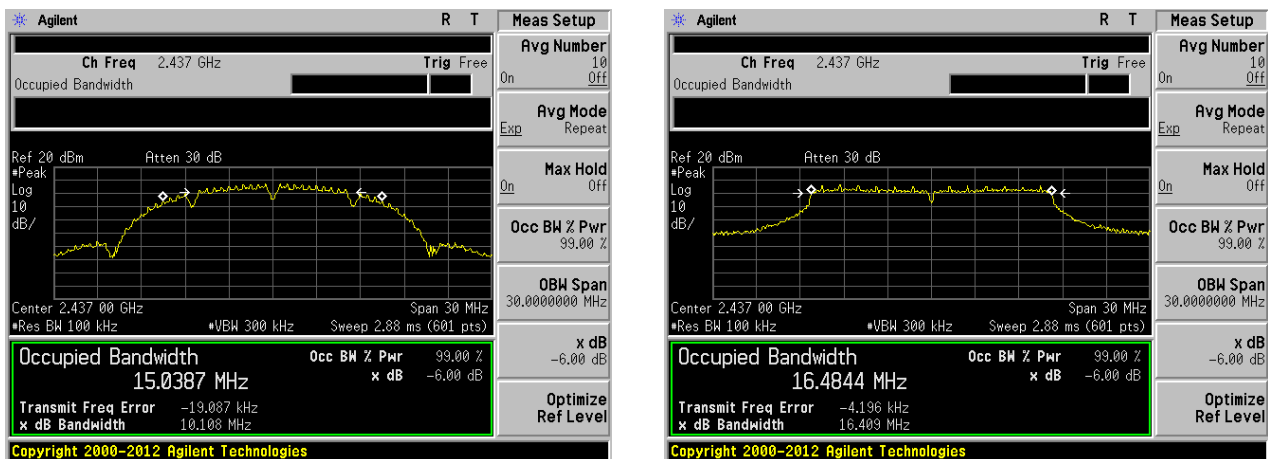 Agilent R T
Ch Freq 2.437 GHz Trig Free
Occupied Bandwidth
Ref 20 dBm Atten 30 dB
#Peak
Log
10
dB/
Center 2.437 00 GHz Span 30 MHz
#Res BW 100 kHz #VBW 300 kHz Sweep 2.88 ms (601 pts)
Occupied Bandwidth Occ BW % Pwr 99.00 %
15.0387 MHz x dB -6.00 dB
Transmit Freq Error -19.087 kHz
x dB Bandwidth 10.108 MHz
Copyright 2000-2012 Agilent Technologies
Meas Setup
Avg Number
10
On Off
Avg Mode
Exp Repeat
Max Hold
On Off
Occ BW % Pwr
99.00 %
OBW Span
30.0000000 MHz
x dB
-6.00 dB
Optimize
Ref Level
Agilent R T
Ch Freq 2.437 GHz Trig Free
Occupied Bandwidth
Ref 20 dBm Atten 30 dB
#Peak
Log
10
dB/
Center 2.437 00 GHz Span 30 MHz
#Res BW 100 kHz #VBW 300 kHz Sweep 2.88 ms (601 pts)
Occupied Bandwidth Occ BW % Pwr 99.00 %
16.4844 MHz x dB -6.00 dB
Transmit Freq Error -4.196 kHz
x dB Bandwidth 16.409 MHz
Copyright 2000-2012 Agilent Technologies
Meas Setup
Avg Number
10
On Off
Avg Mode
Exp Repeat
Max Hold
On Off
Occ BW % Pwr
99.00 %
OBW Span
30.0000000 MHz
x dB
-6.00 dB
Optimize
Ref Level